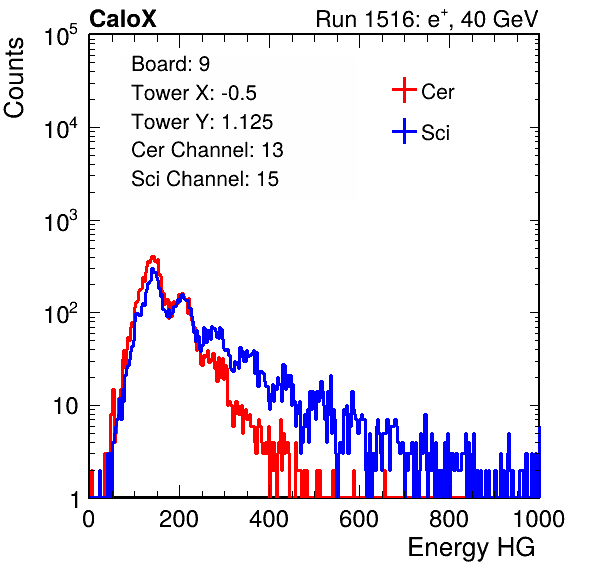 CaloX Run 1516: e⁺, 40 GeV
Counts
Board: 9
Tower X: -0.5
Tower Y: 1.125
Cer Channel: 13
Sci Channel: 15
Cer
Sci
10⁵
10⁴
10³
10²
10
1
0 200 400 600 800 1000
Energy HG